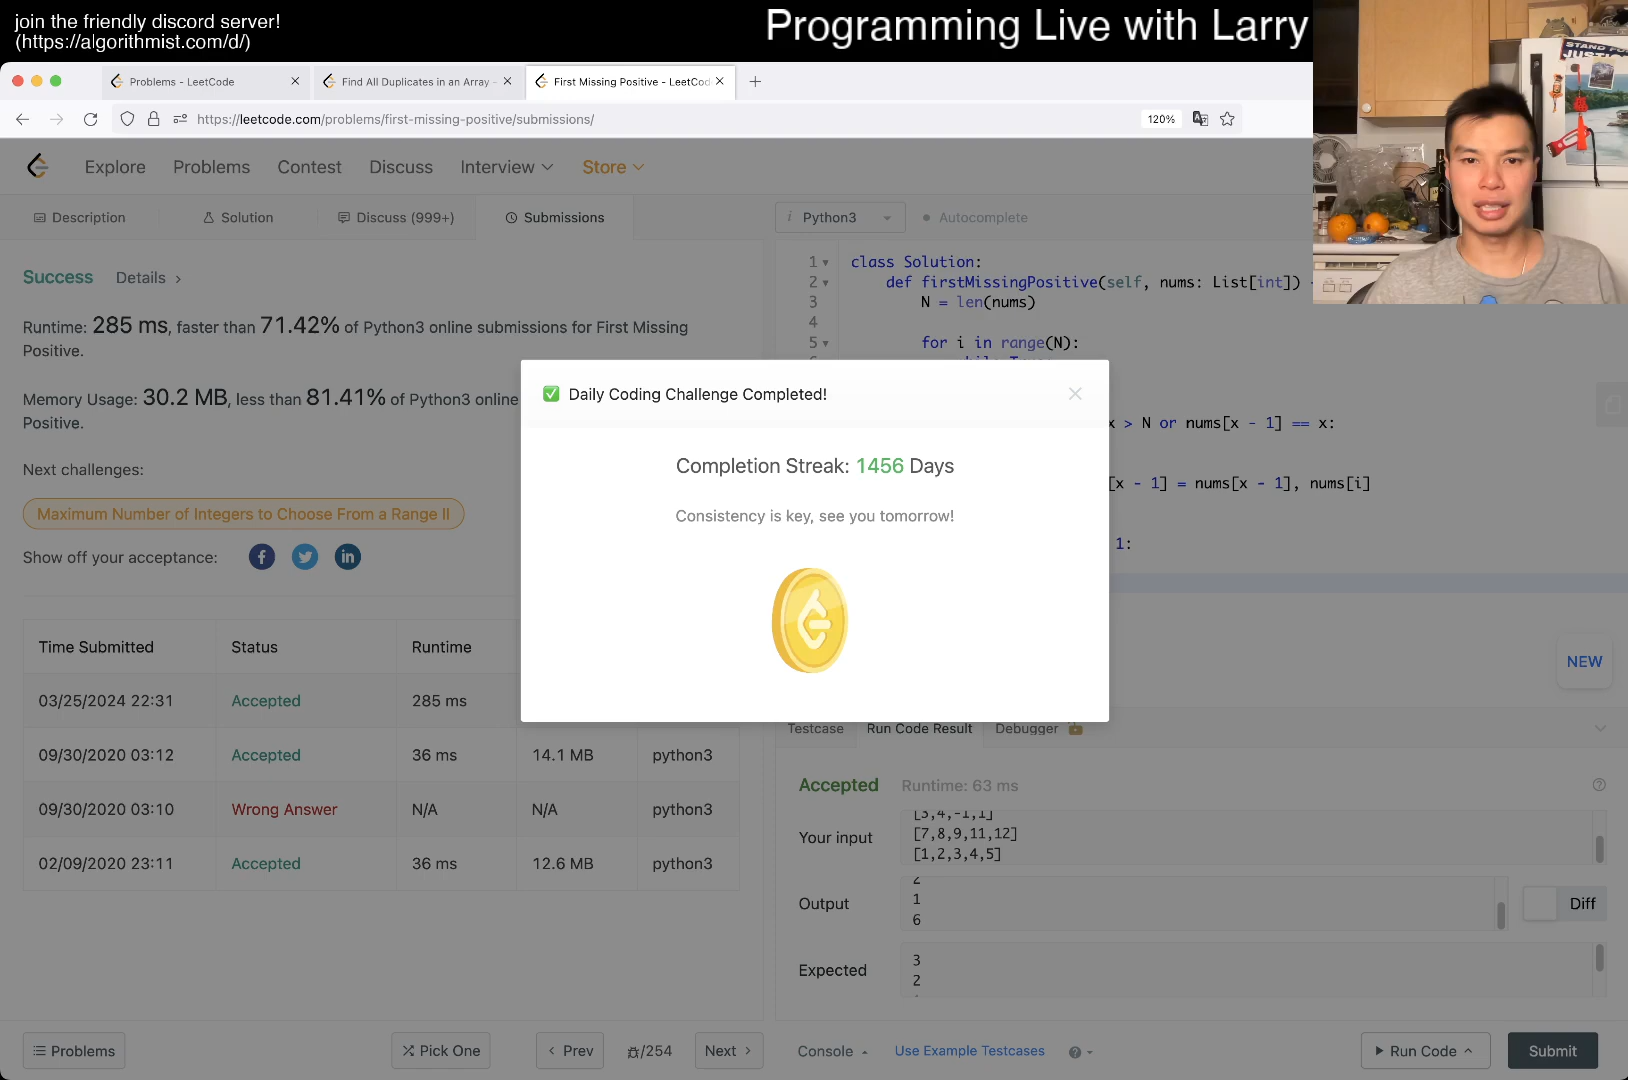 join the friendly discord server!
(https://algorithmist.com/d/)
Programming Live with Larry
Problems - LeetCode
Find All Duplicates in an Array -
First Missing Positive - LeetCod
https://leetcode.com/problems/first-missing-positive/submissions/
120%
Explore
Problems
Contest
Discuss
Interview
Store
Description
Solution
Discuss (999+)
Submissions
i Python3
Autocomplete
Success
Details >
Runtime: 285 ms, faster than 71.42% of Python3 online submissions for First Missing
Positive.
Memory Usage: 30.2 MB, less than 81.41% of Python3 online
Positive.
Next challenges:
Maximum Number of Integers to Choose From a Range II
Show off your acceptance:
Time Submitted
Status
Runtime
03/25/2024 22:31
Accepted
285 ms
09/30/2020 03:12
Accepted
36 ms
14.1 MB
python3
09/30/2020 03:10
Wrong Answer
N/A
N/A
python3
02/09/2020 23:11
Accepted
36 ms
12.6 MB
python3
1 class Solution:
2 def firstMissingPositive(self, nums: List[int])
3 N = len(nums)
4
5 for i in range(N):
x > N or nums[x - 1] == x:
[x - 1] = nums[x - 1], nums[i]
1:
✅ Daily Coding Challenge Completed!
Completion Streak: 1456 Days
Consistency is key, see you tomorrow!
NEW
Testcase
Run Code Result
Debugger
Accepted
Runtime: 63 ms
Your input
[3,4,-1,1]
[7,8,9,11,12]
[1,2,3,4,5]
Output
2
1
6
Diff
Expected
3
2
Problems
Pick One
< Prev
/254
Next >
Console
Use Example Testcases
Run Code
Submit
STAND
JUSTI